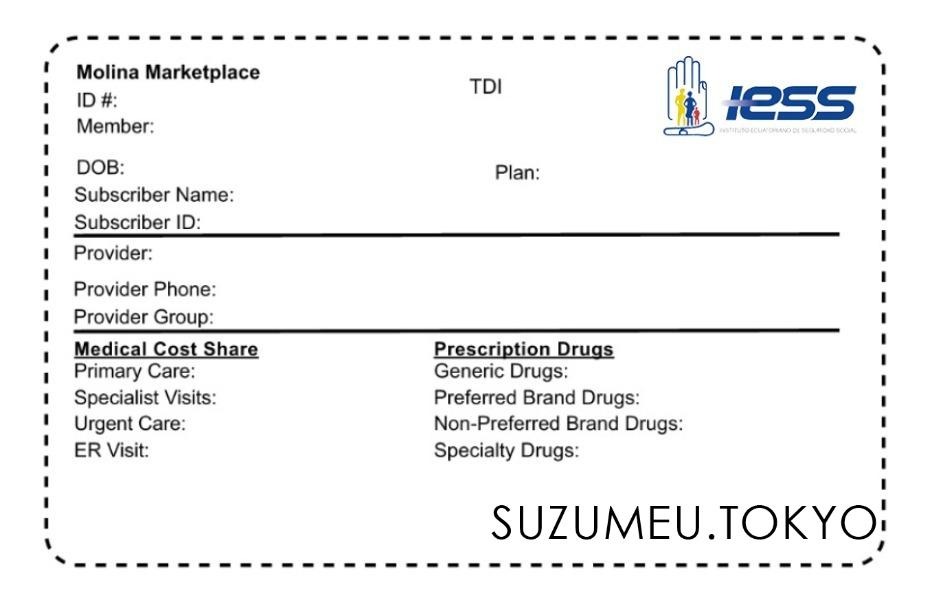 Molina Marketplace
TDI
IESS
ID #:
INSTITUTO ECUATORIANO DE SEGURIDAD SOCIAL
Member:
DOB:
Plan:
Subscriber Name:
Subscriber ID:
Provider:
Provider Phone:
Provider Group:
Medical Cost Share
Primary Care:
Specialist Visits:
Urgent Care:
ER Visit:
Prescription Drugs
Generic Drugs:
Preferred Brand Drugs:
Non-Preferred Brand Drugs:
Specialty Drugs:
SUZUMEU.TOKYO